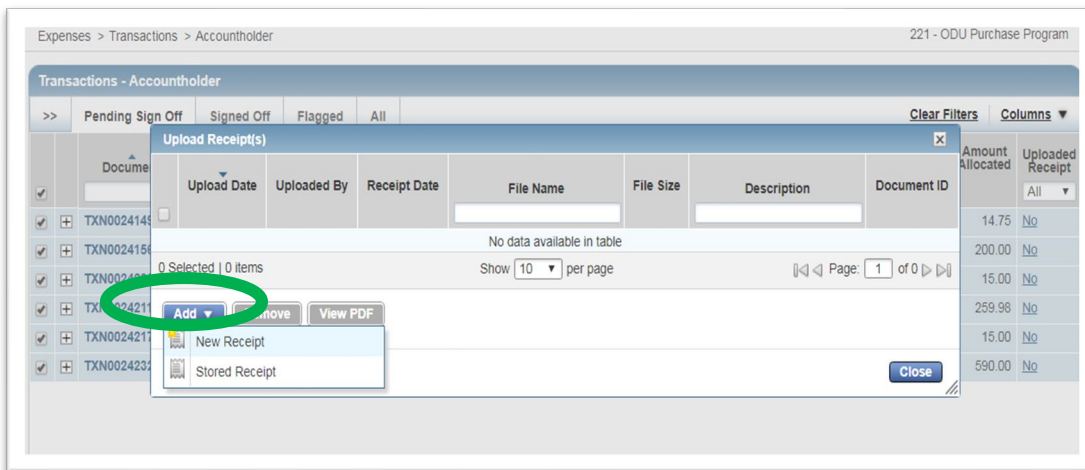 Expenses > Transactions > Accountholder 221 - ODU Purchase Program
Transactions - Accountholder
>> Pending Sign Off Signed Off Flagged All Clear Filters Columns ▼
Upload Receipt(s)
Amount Allocated
Uploaded Receipt
All ▼
Upload Date Uploaded By Receipt Date File Name File Size Description Document ID
No data available in table
0 Selected | 0 items Show 10 ▼ per page Page: 1 of 0
Add ▼ View PDF
New Receipt
Stored Receipt
Close
14.75 No
200.00 No
15.00 No
259.98 No
15.00 No
590.00 No